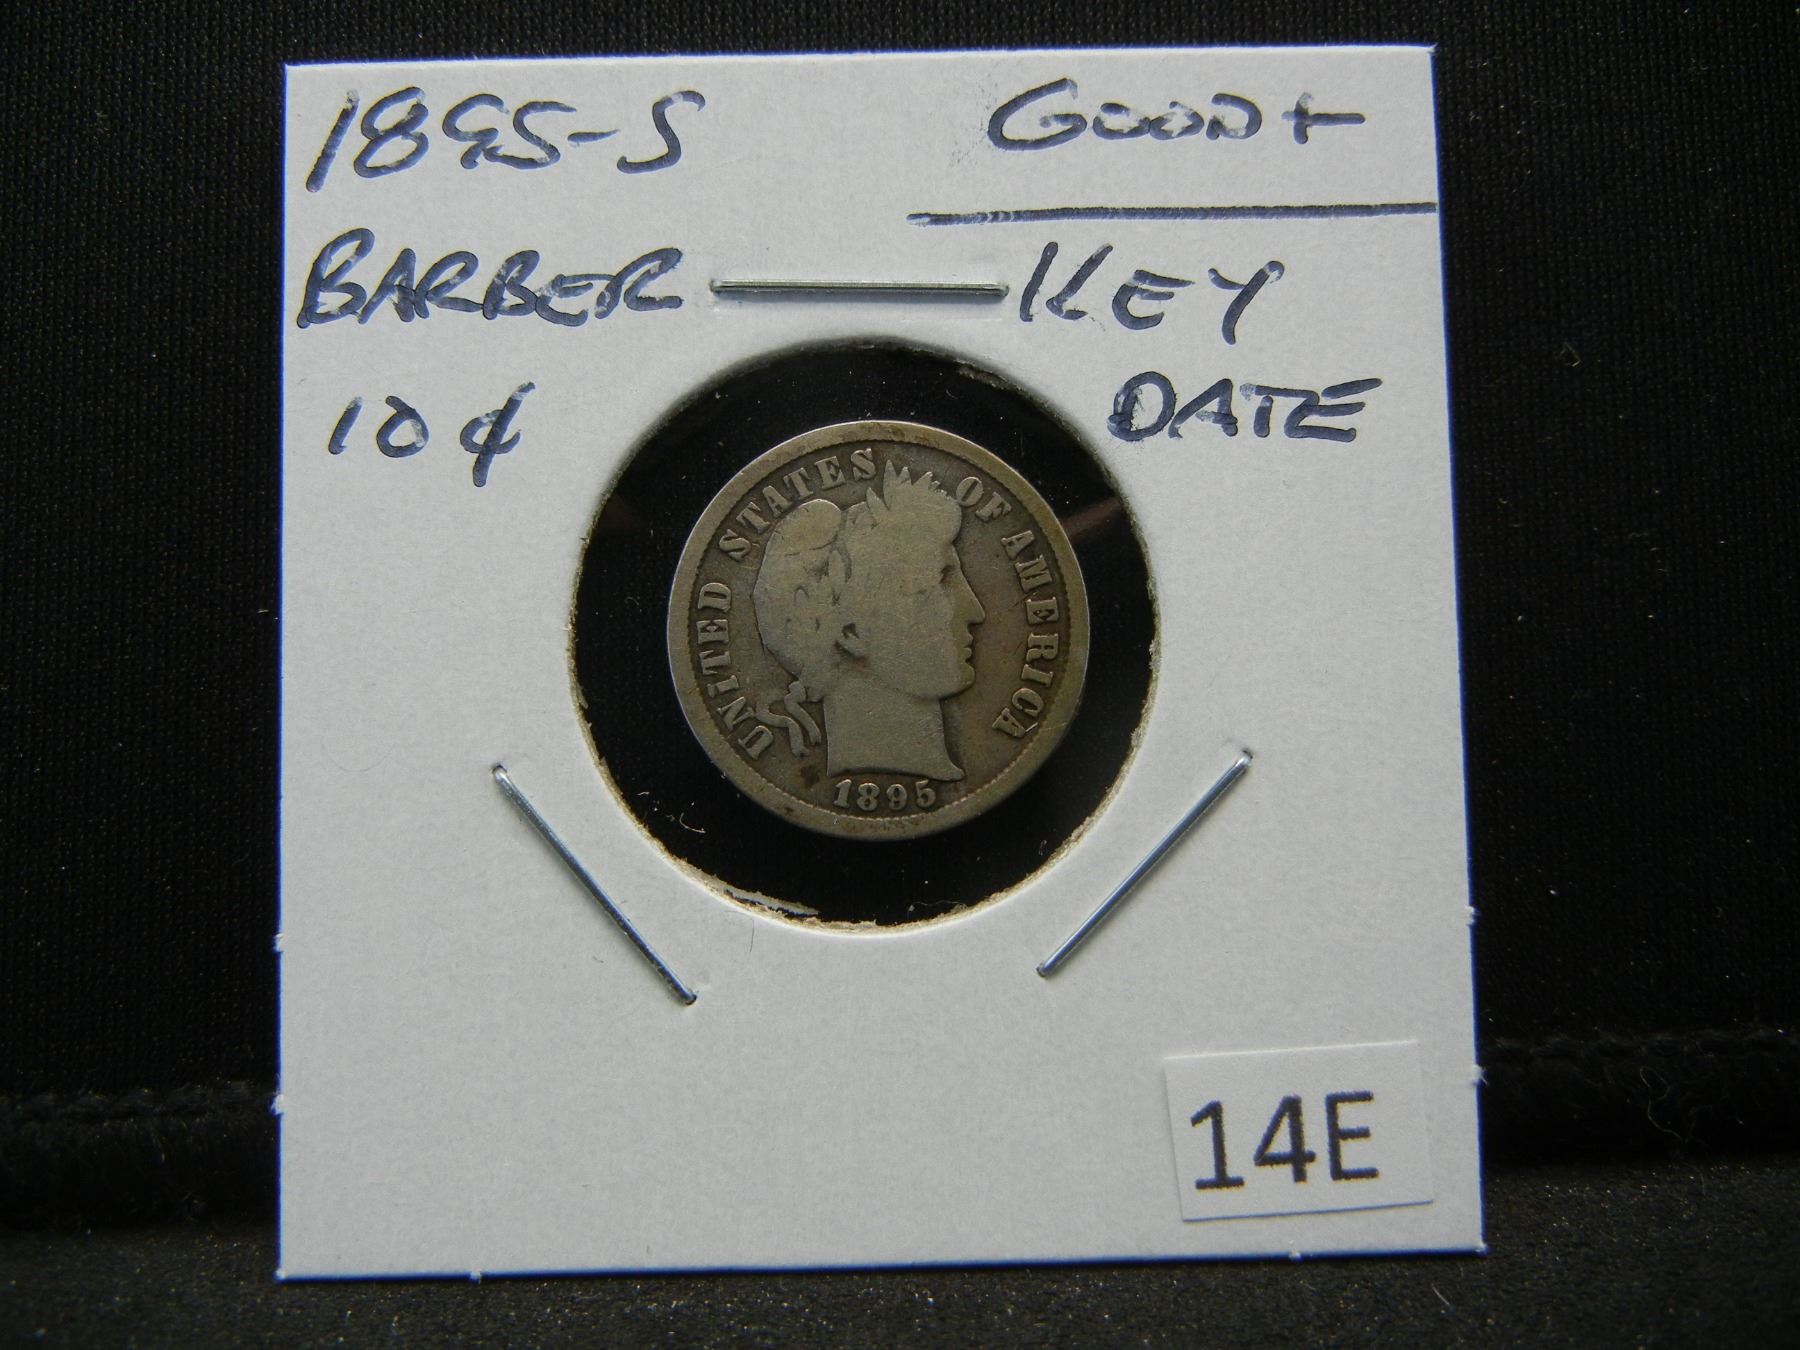 1895-S
GOOD+
BARBER
KEY
10¢
DATE
UNITED STATES OF AMERICA
1895
14E